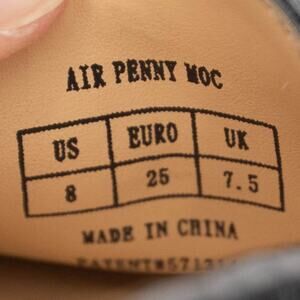 AIR PENNY MOC
US EURO UK
8 25 7.5
MADE IN CHINA